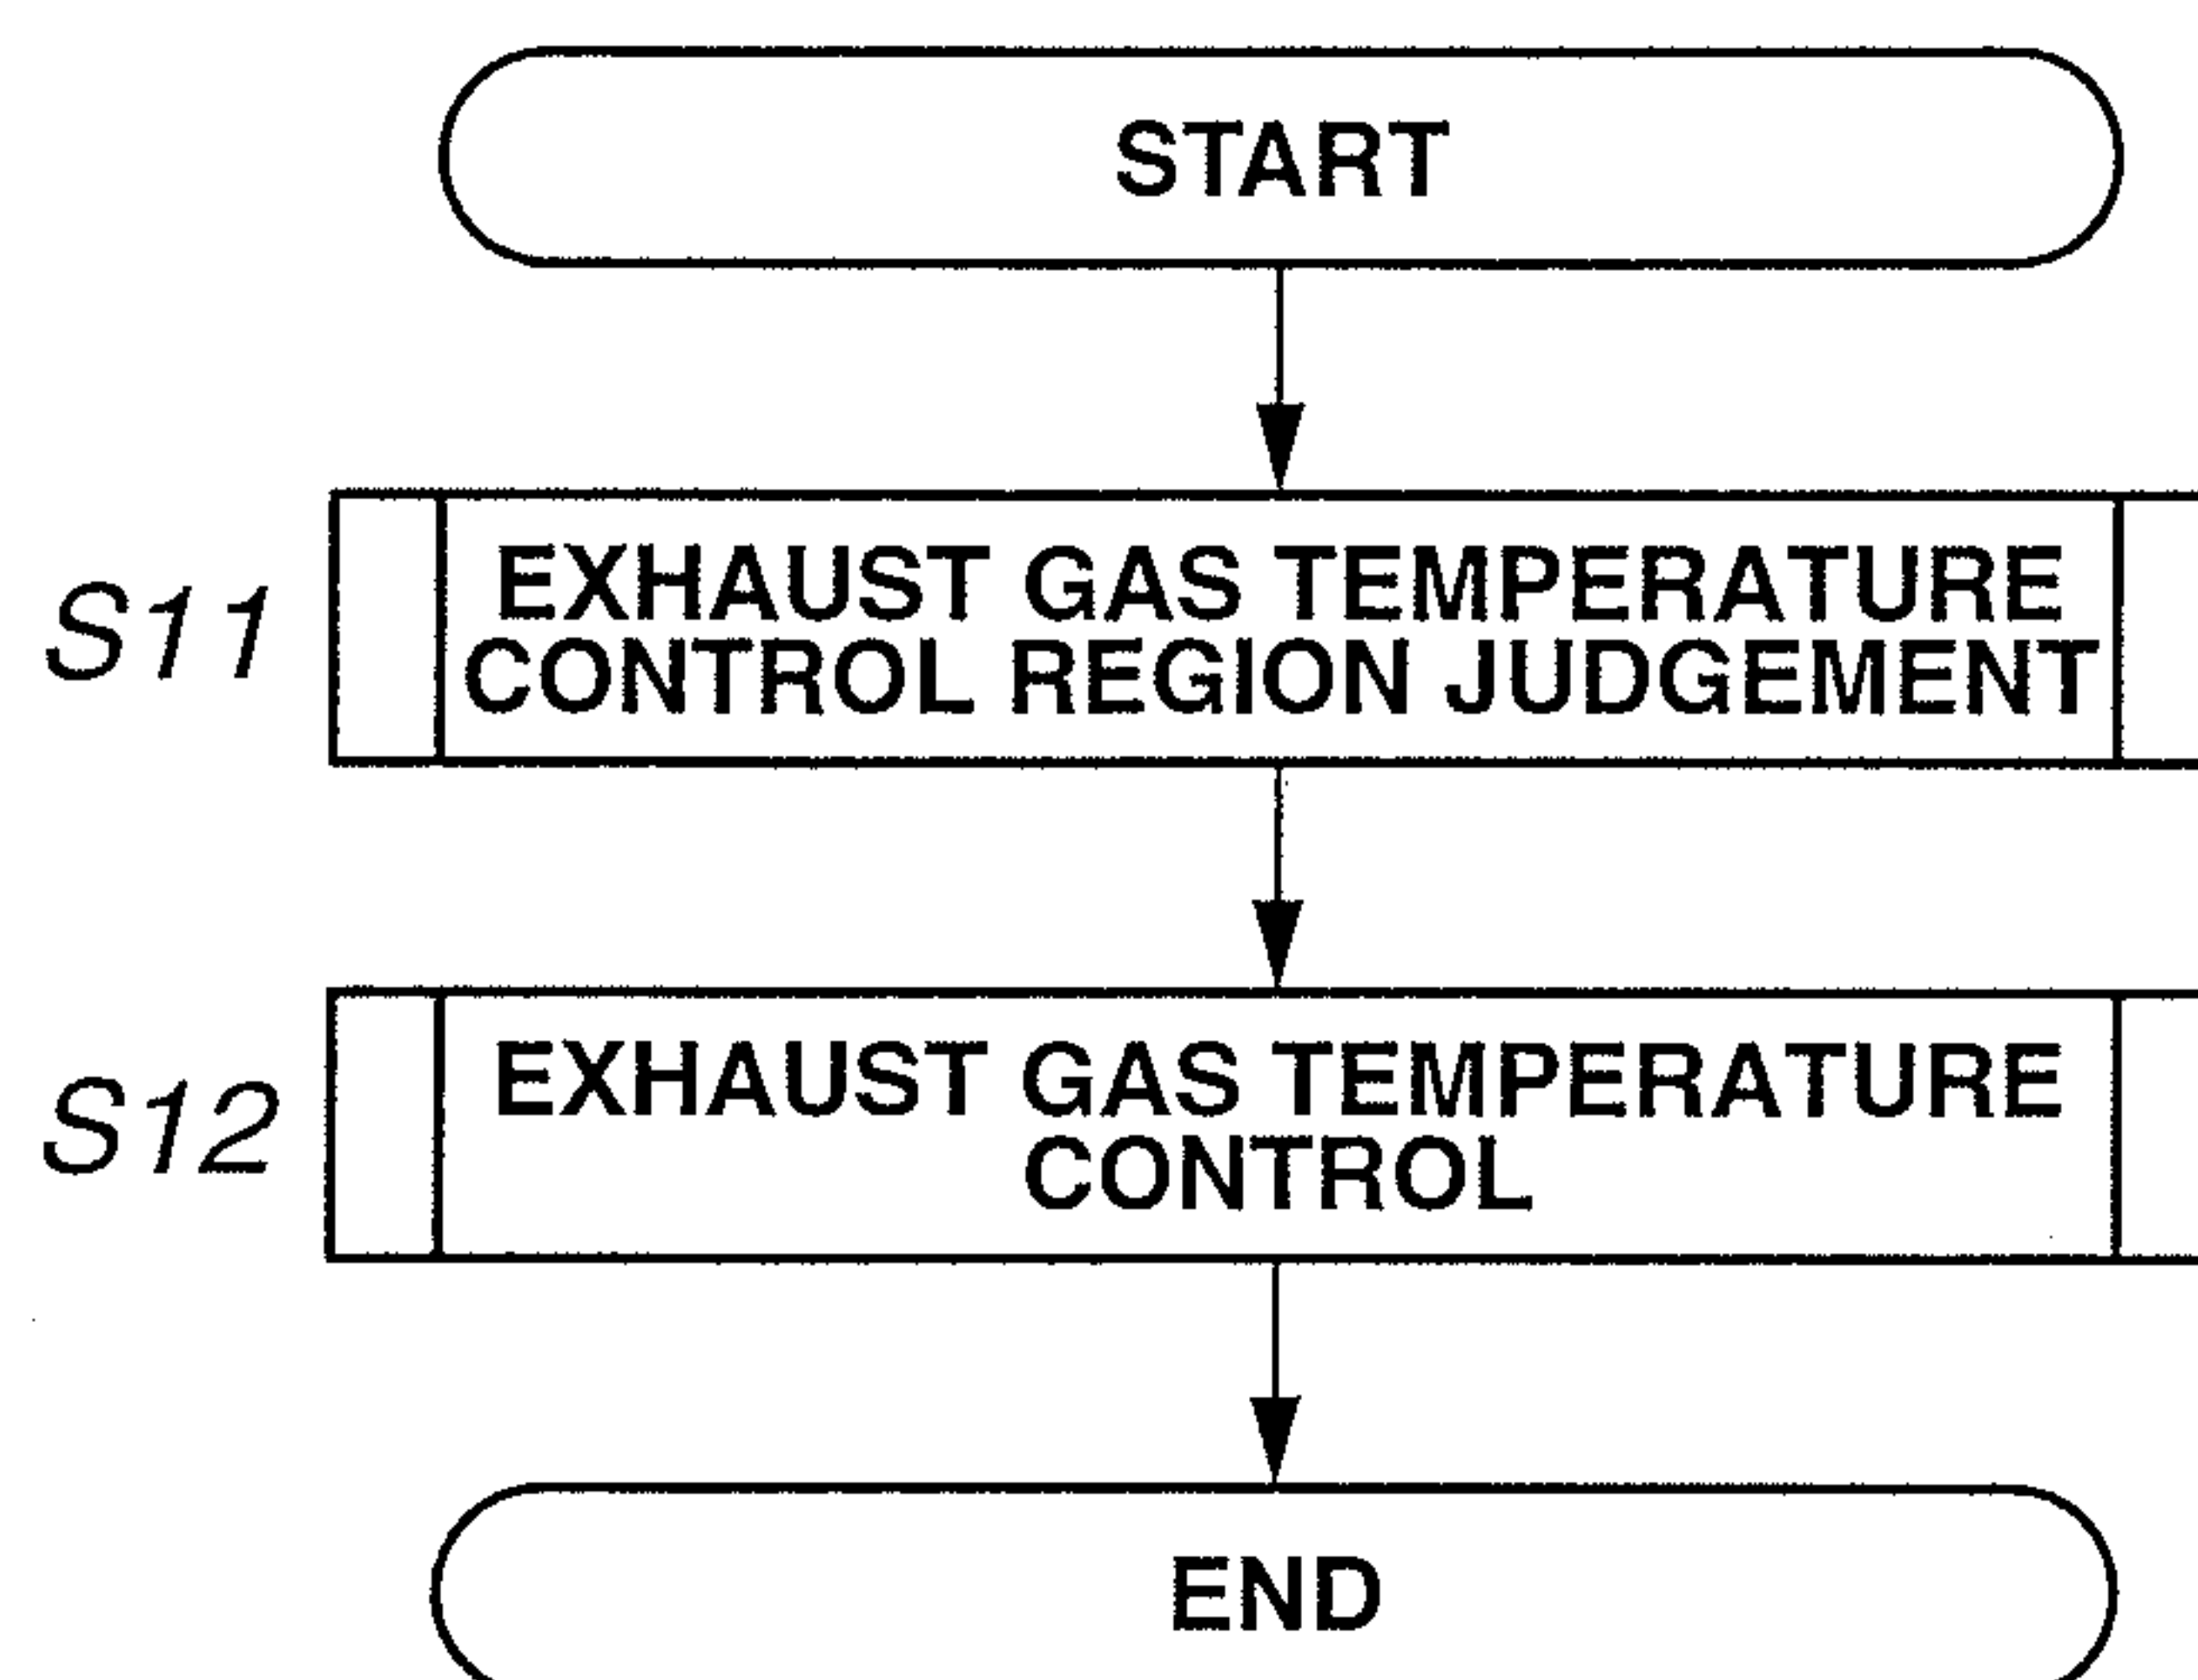 START
S11
EXHAUST GAS TEMPERATURE
CONTROL REGION JUDGEMENT
S12
EXHAUST GAS TEMPERATURE
CONTROL
END